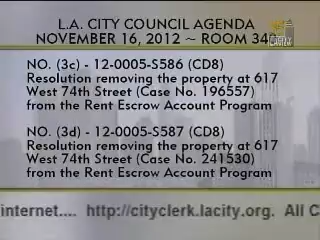 L.A. CITY COUNCIL AGENDA
NOVEMBER 16, 2012 ~ ROOM 340
NO. (3c) - 12-0005-S586 (CD8)
Resolution removing the property at 617
West 74th Street (Case No. 196557)
from the Rent Escrow Account Program
NO. (3d) - 12-0005-S587 (CD8)
Resolution removing the property at 617
West 74th Street (Case No. 241530)
from the Rent Escrow Account Program
internet.... http://cityclerk.lacity.org. All C